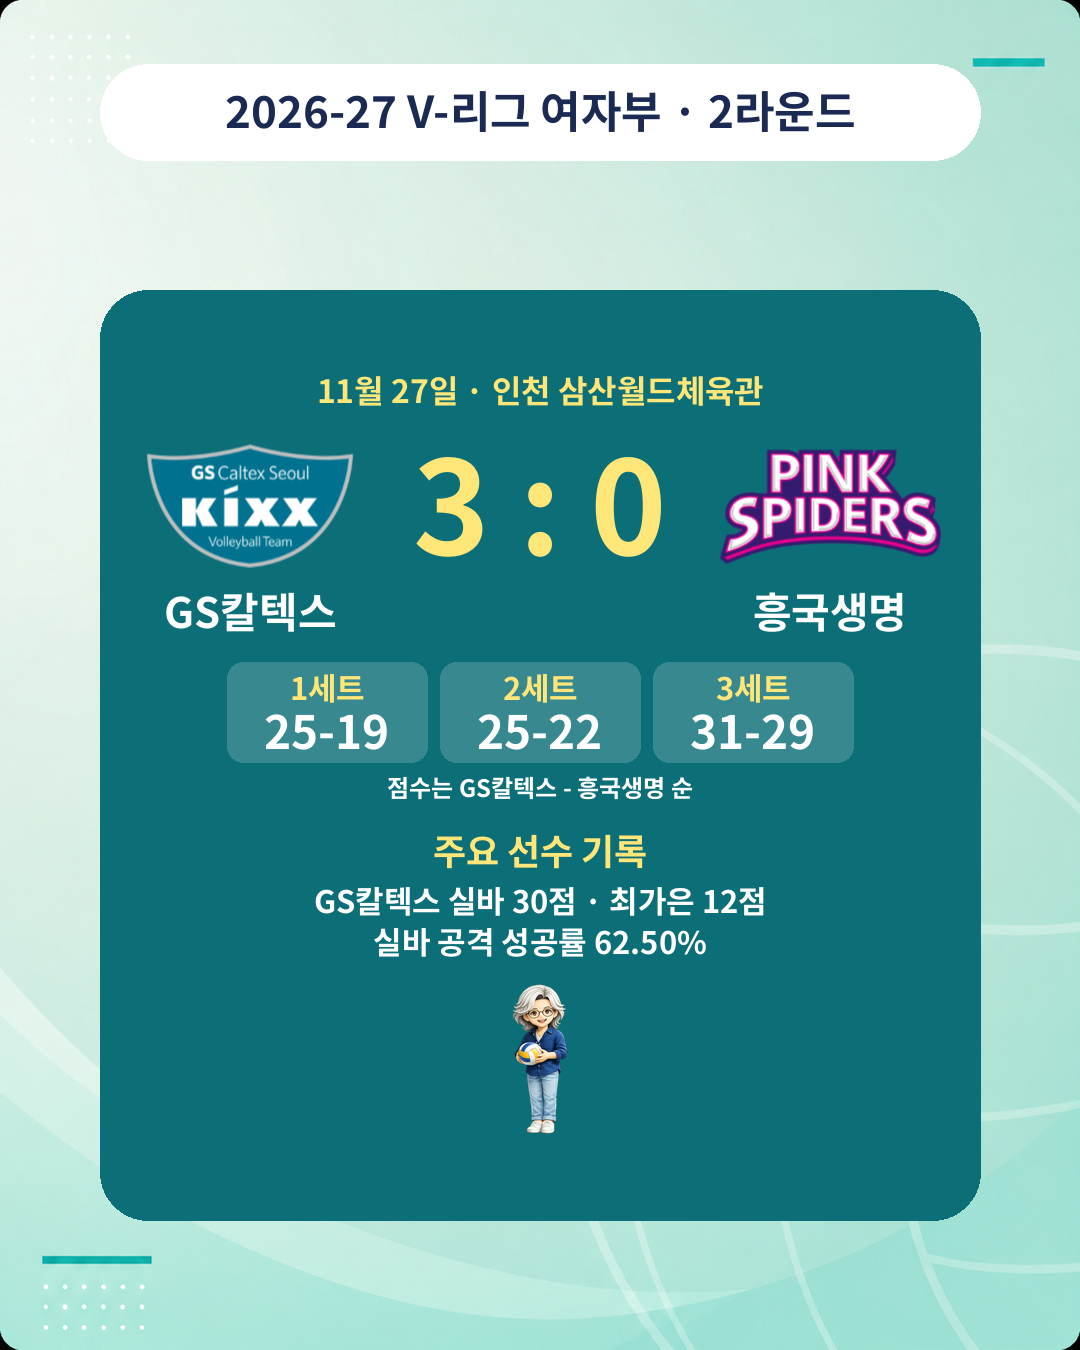 2026-27 V-리그 여자부 · 2라운드
11월 27일 · 인천 삼산월드체육관
GS Caltex Seoul
kíxx
Volleyball Team
3 : 0
PINK
SPIDERS
GS칼텍스
흥국생명
1세트
25-19
2세트
25-22
3세트
31-29
점수는 GS칼텍스 - 흥국생명 순
주요 선수 기록
GS칼텍스 실바 30점 · 최가은 12점
실바 공격 성공률 62.50%